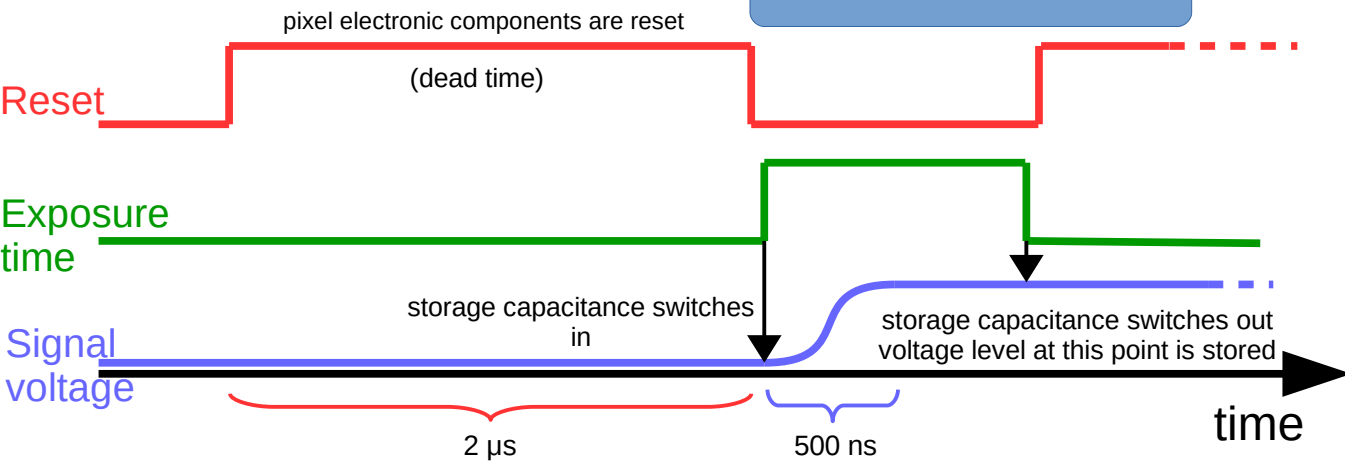 pixel electronic components are reset
(dead time)
Reset
Exposure
time
storage capacitance switches
in
storage capacitance switches out
voltage level at this point is stored
Signal
voltage
time
2 μs
500 ns